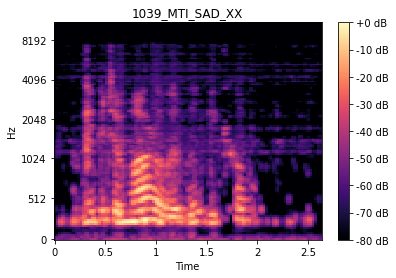 1039_MTI_SAD_XX
+0 dB
8192
-10 dB
4096
-20 dB
-30 dB
2048
Hz
-40 dB
1024
-50 dB
512
-60 dB
-70 dB
0
-80 dB
0 0.5 1 1.5 2 2.5
Time